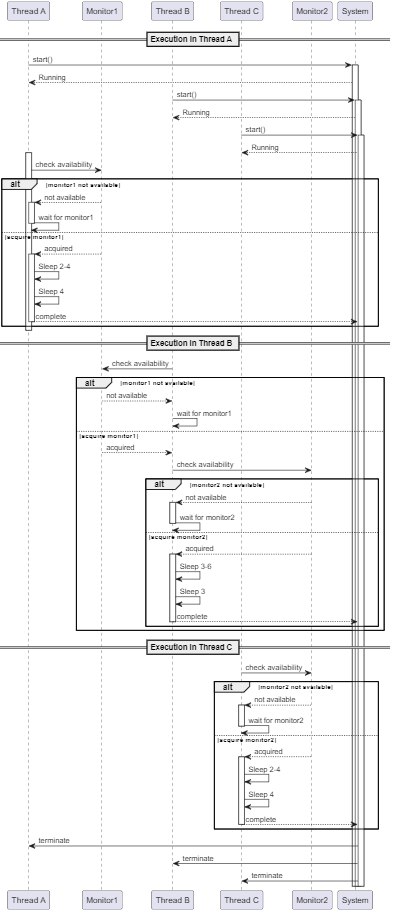 Thread A Monitor1 Thread B Thread C Monitor2 System
Execution in Thread A
start()
Running
start()
Running
start()
Running
check availability
alt [monitor1 not available]
not available
wait for monitor1
[acquire monitor1]
acquired
Sleep 2-4
Sleep 4
complete
Execution in Thread B
check availability
alt [monitor1 not available]
not available
wait for monitor1
[acquire monitor1]
acquired
check availability
alt [monitor2 not available]
not available
wait for monitor2
[acquire monitor2]
acquired
Sleep 3-6
Sleep 3
complete
Execution in Thread C
check availability
alt [monitor2 not available]
not available
wait for monitor2
[acquire monitor2]
acquired
Sleep 2-4
Sleep 4
complete
terminate
terminate
terminate
Thread A Monitor1 Thread B Thread C Monitor2 System